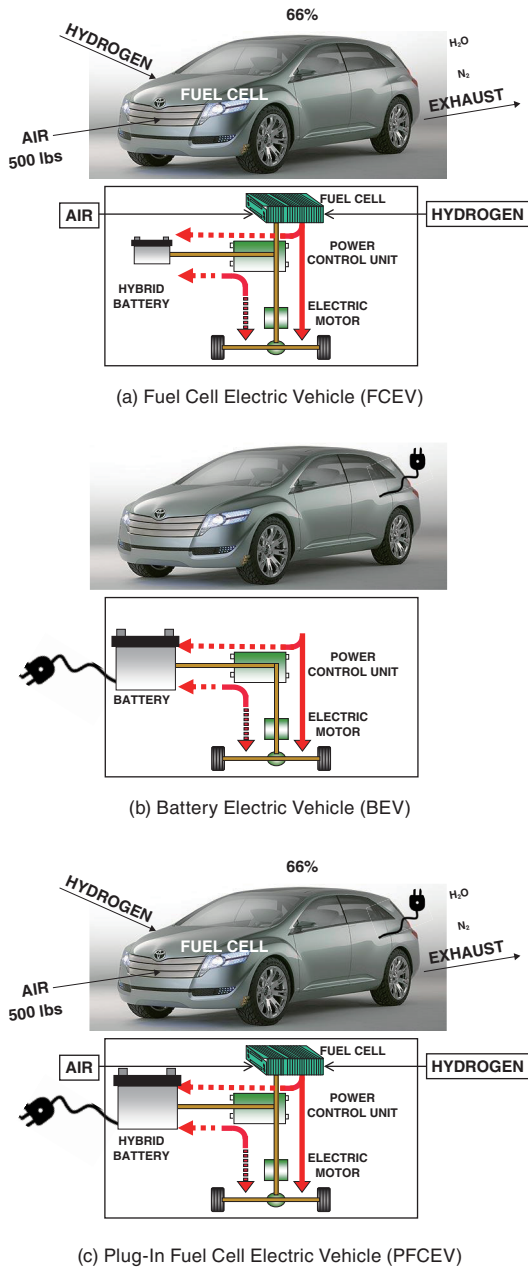 66%
HYDROGEN
H₂O
N₂
FUEL CELL
EXHAUST
AIR
500 lbs
FUEL CELL
AIR
HYDROGEN
POWER
CONTROL UNIT
HYBRID
BATTERY
ELECTRIC
MOTOR
(a) Fuel Cell Electric Vehicle (FCEV)
POWER
CONTROL UNIT
BATTERY
ELECTRIC
MOTOR
(b) Battery Electric Vehicle (BEV)
66%
HYDROGEN
H₂O
N₂
FUEL CELL
EXHAUST
AIR
500 lbs
FUEL CELL
AIR
HYDROGEN
POWER
CONTROL UNIT
HYBRID
BATTERY
ELECTRIC
MOTOR
(c) Plug-In Fuel Cell Electric Vehicle (PFCEV)